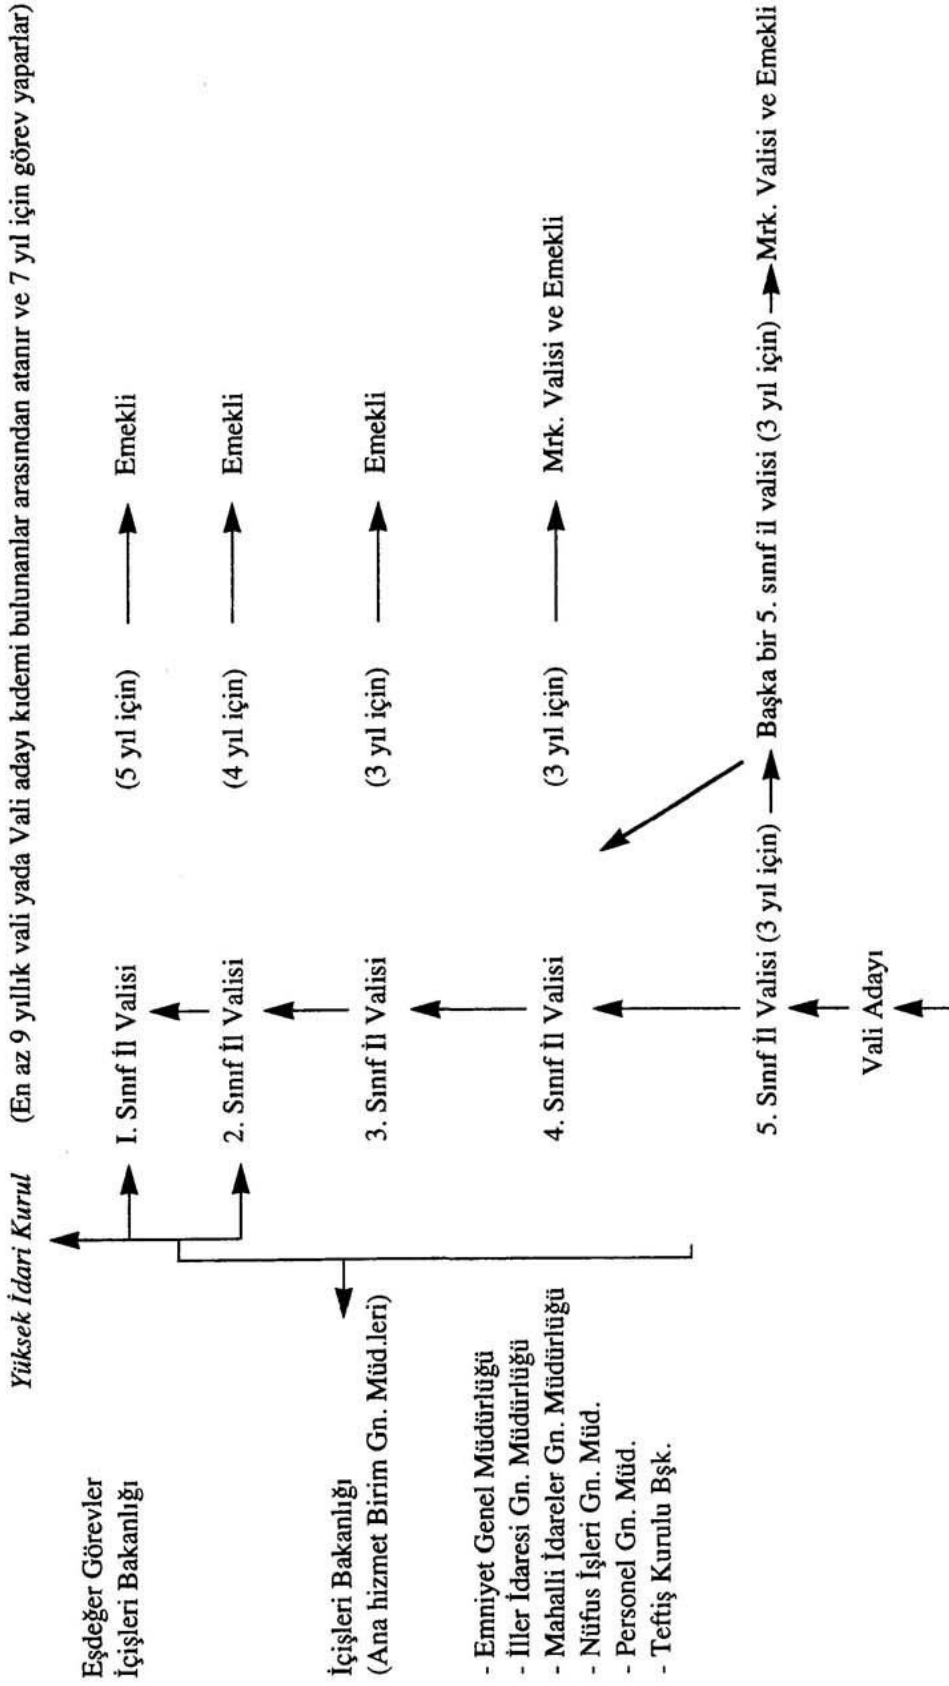 Yüksek İdari Kurul (En az 9 yıllık vali yada Vali adayı kıdemi bulunanlar arasından atanır ve 7 yıl için görev yaparlar)
Eşdeğer Görevler
İçişleri Bakanlığı
I. Sınıf İl Valisi (5 yıl için) Emekli
2. Sınıf İl Valisi (4 yıl için) Emekli
İçişleri Bakanlığı
(Ana hizmet Birim Gn. Müd.leri)
3. Sınıf İl Valisi (3 yıl için) Emekli
- Emniyet Genel Müdürlüğü
- İller İdaresi Gn. Müdürlüğü
- Mahalli İdareler Gn. Müdürlüğü
- Nüfus İşleri Gn. Müd.
- Personel Gn. Müd.
- Teftiş Kurulu Bşk.
4. Sınıf İl Valisi (3 yıl için) Mrk. Valisi ve Emekli
5. Sınıf İl Valisi (3 yıl için) Başka bir 5. sınıf il valisi (3 yıl için) Mrk. Valisi ve Emekli
Vali Adayı